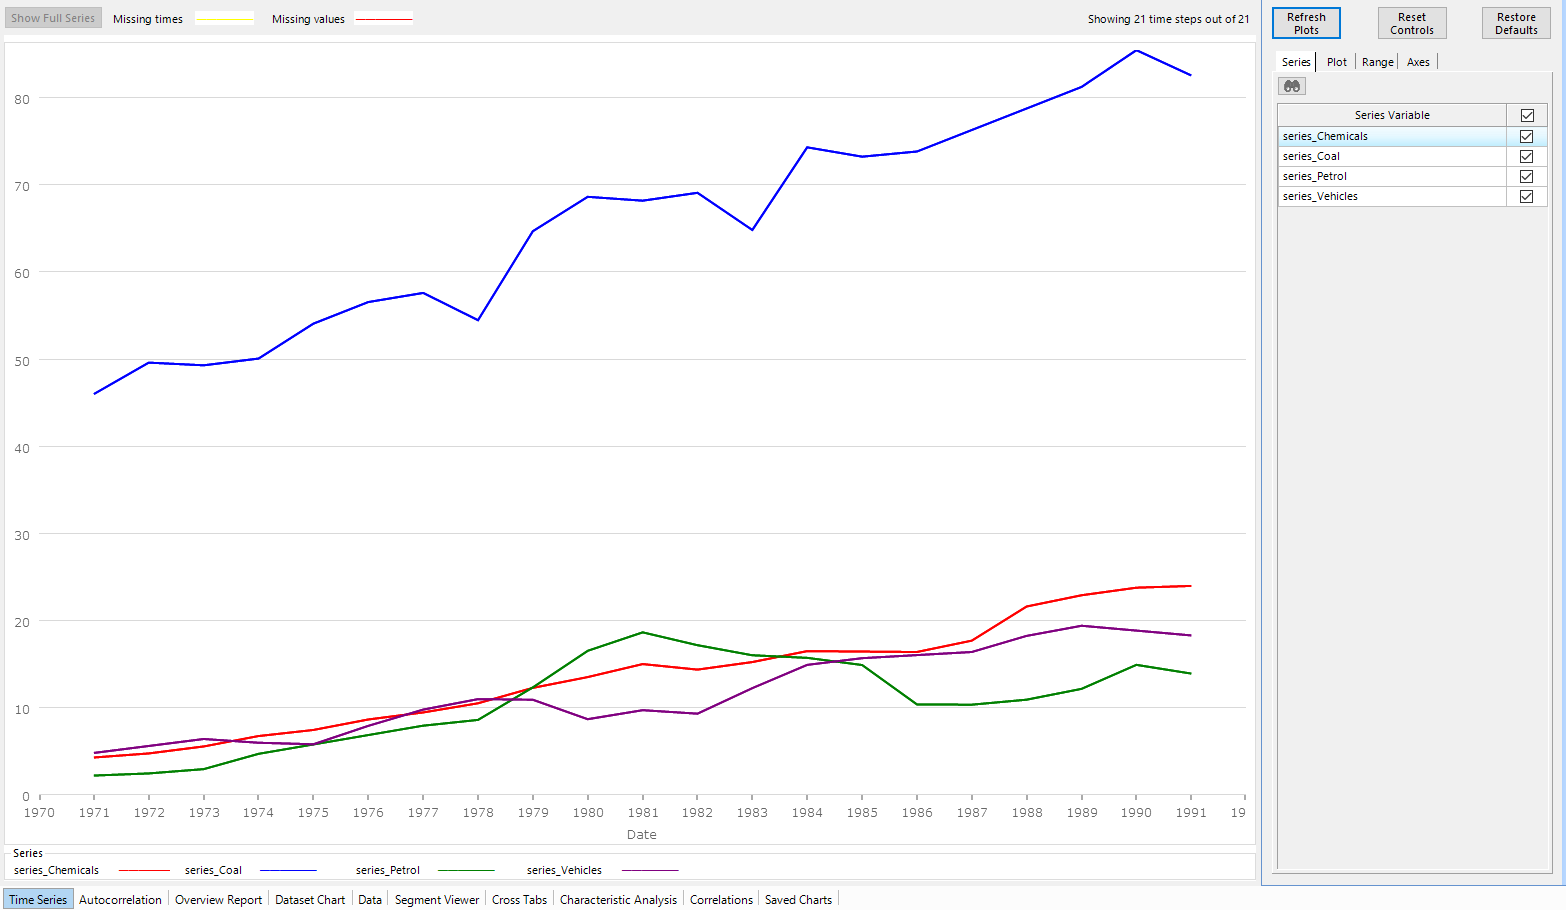 Show Full Series Missing times Missing values Showing 21 time steps out of 21
Refresh Plots Reset Controls Restore Defaults
Series Plot Range Axes
Series Variable
series_Chemicals
series_Coal
series_Petrol
series_Vehicles
80
70
60
50
40
30
20
10
0
1970 1971 1972 1973 1974 1975 1976 1977 1978 1979 1980 1981 1982 1983 1984 1985 1986 1987 1988 1989 1990 1991 19
Date
Series
series_Chemicals series_Coal series_Petrol series_Vehicles
Time Series Autocorrelation Overview Report Dataset Chart Data Segment Viewer Cross Tabs Characteristic Analysis Correlations Saved Charts